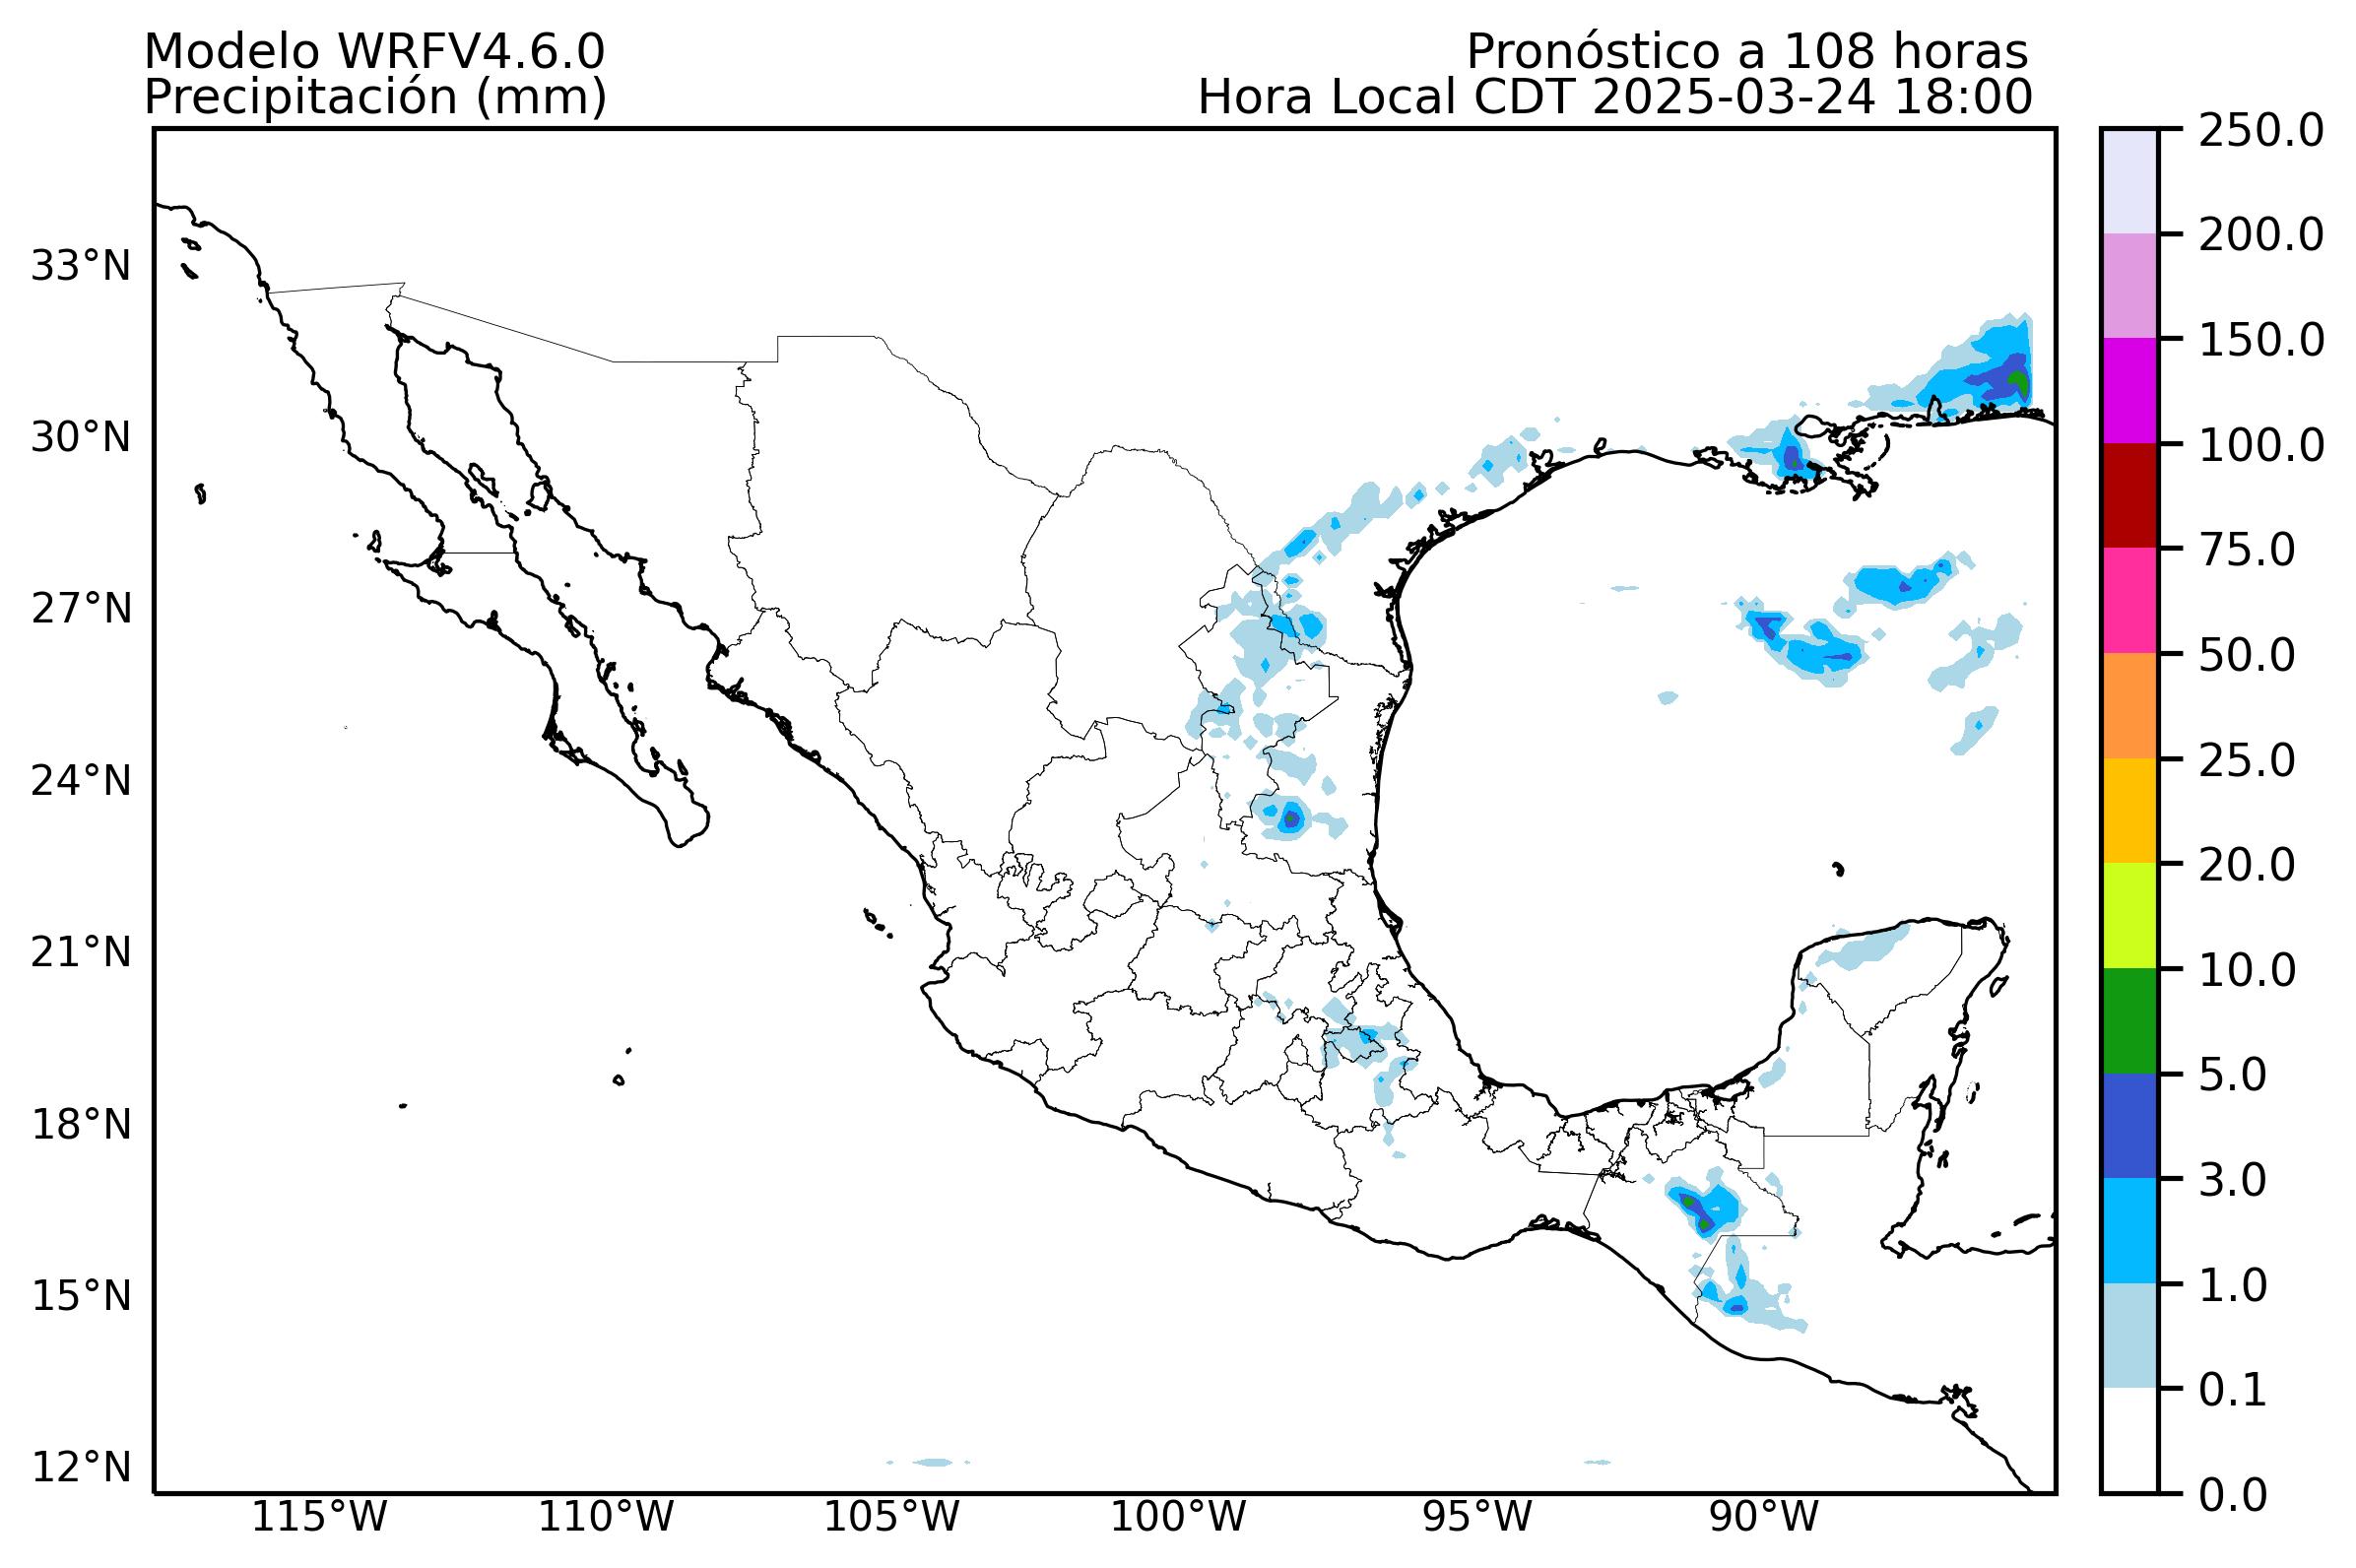 Modelo WRFV4.6.0
Precipitación (mm)
Pronóstico a 108 horas
Hora Local CDT 2025-03-24 18:00
33°N
30°N
27°N
24°N
21°N
18°N
15°N
12°N
115°W
110°W
105°W
100°W
95°W
90°W
250.0
200.0
150.0
100.0
75.0
50.0
25.0
20.0
10.0
5.0
3.0
1.0
0.1
0.0